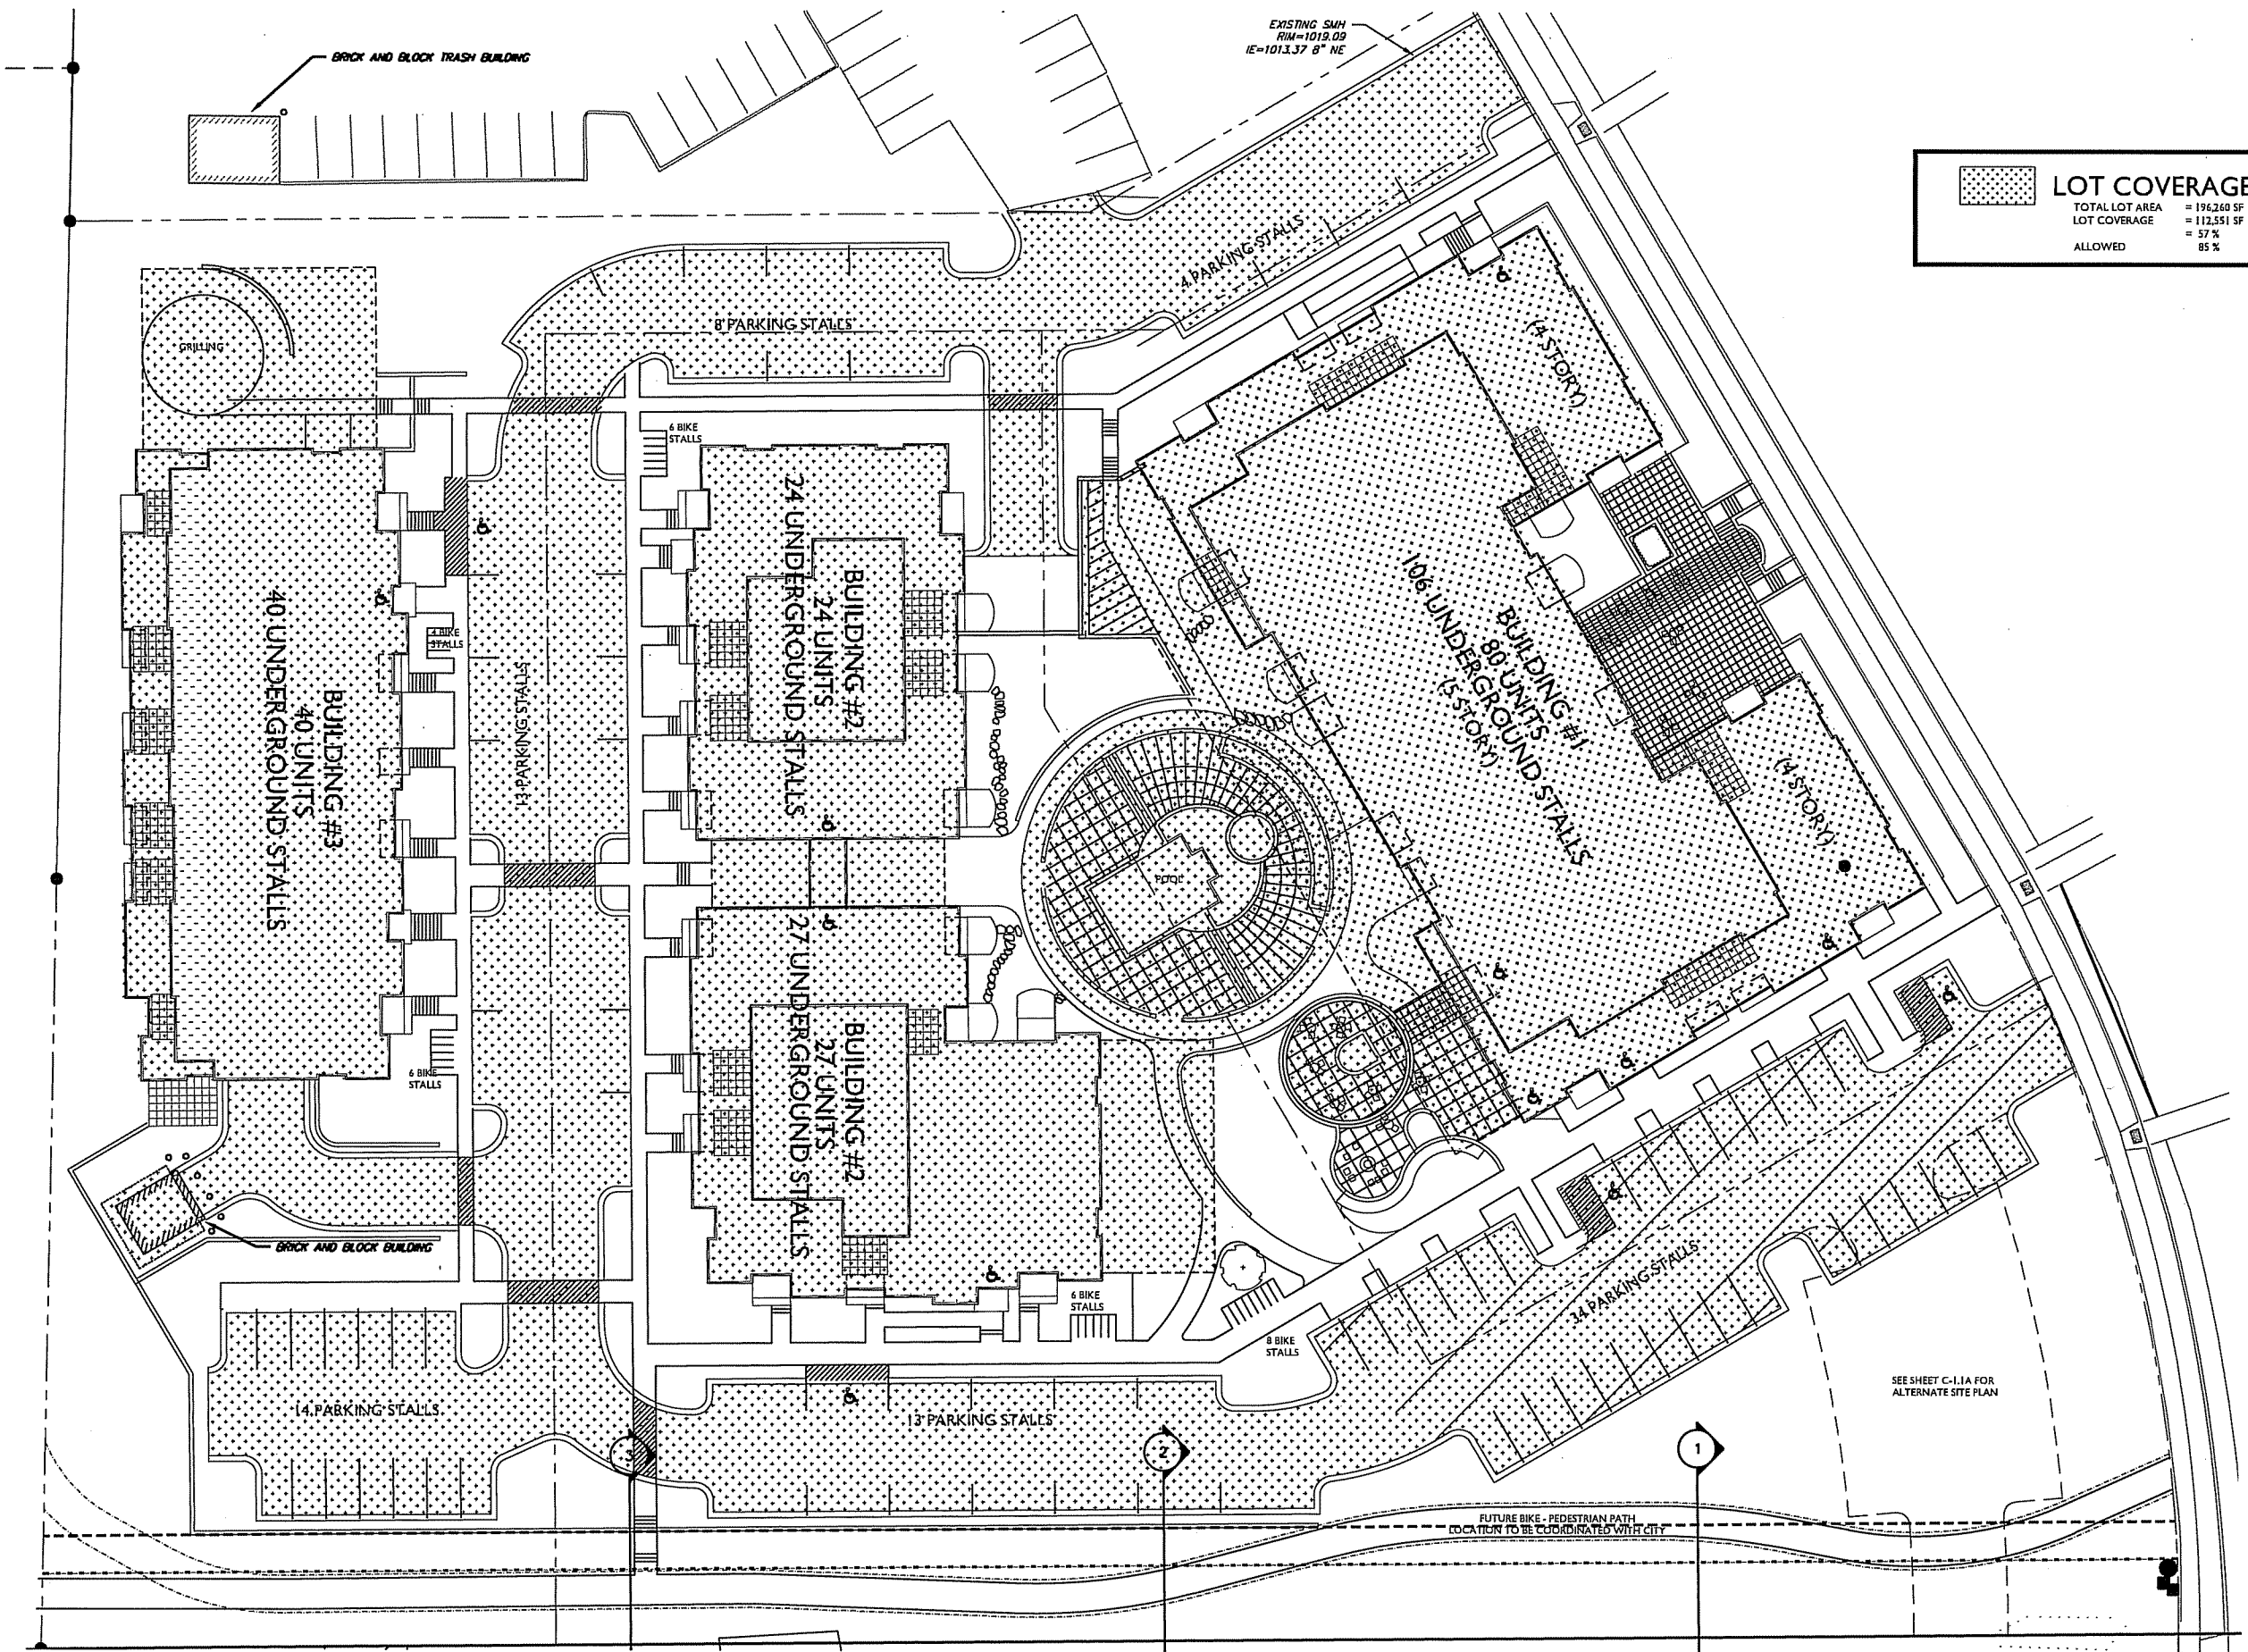 EXISTING SMH
RIM=1019.09
IE=1013.37 8" NE
BRICK AND BLOCK TRASH BUILDING
LOT COVERAGE
TOTAL LOT AREA = 196,260 SF
LOT COVERAGE = 112,551 SF
= 57 %
ALLOWED 85 %
4 PARKING STALLS
8 PARKING STALLS
GRILLING
(4 STORY)
6 BIKE
STALLS
BUILDING #2
24 UNITS
24 UNDERGROUND STALLS
BUILDING #1
80 UNITS
106 UNDERGROUND STALLS
(5 STORY)
BUILDING #3
40 UNITS
40 UNDERGROUND STALLS
4 BIKE
STALLS
13 PARKING STALLS
(4 STORY)
POOL
BUILDING #2
27 UNITS
27 UNDERGROUND STALLS
6 BIKE
STALLS
BRICK AND BLOCK BUILDING
6 BIKE
STALLS
8 BIKE
STALLS
34 PARKING STALLS
SEE SHEET C-1.1A FOR
ALTERNATE SITE PLAN
14 PARKING STALLS
13 PARKING STALLS
3
2
1
FUTURE BIKE - PEDESTRIAN PATH
LOCATION TO BE COORDINATED WITH CITY